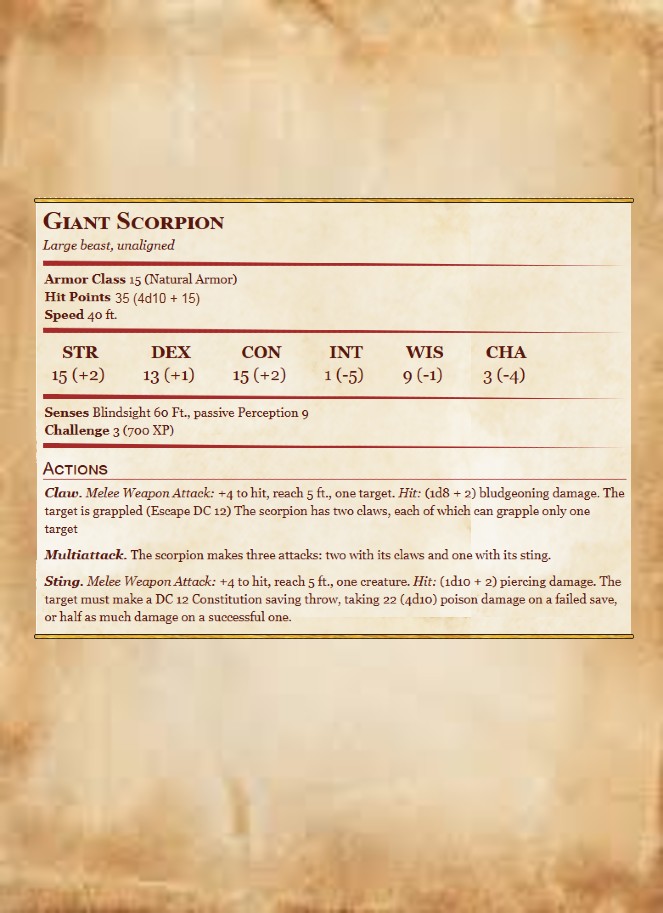 Giant Scorpion
Large beast, unaligned
Armor Class 15 (Natural Armor)
Hit Points 35 (4d10 + 15)
Speed 40 ft.
STR DEX CON INT WIS CHA
15 (+2) 13 (+1) 15 (+2) 1 (-5) 9 (-1) 3 (-4)
Senses Blindsight 60 Ft., passive Perception 9
Challenge 3 (700 XP)
Actions
Claw. Melee Weapon Attack: +4 to hit, reach 5 ft., one target. Hit: (1d8 + 2) bludgeoning damage. The
target is grappled (Escape DC 12) The scorpion has two claws, each of which can grapple only one
target
Multiattack. The scorpion makes three attacks: two with its claws and one with its sting.
Sting. Melee Weapon Attack: +4 to hit, reach 5 ft., one creature. Hit: (1d10 + 2) piercing damage. The
target must make a DC 12 Constitution saving throw, taking 22 (4d10) poison damage on a failed save,
or half as much damage on a successful one.